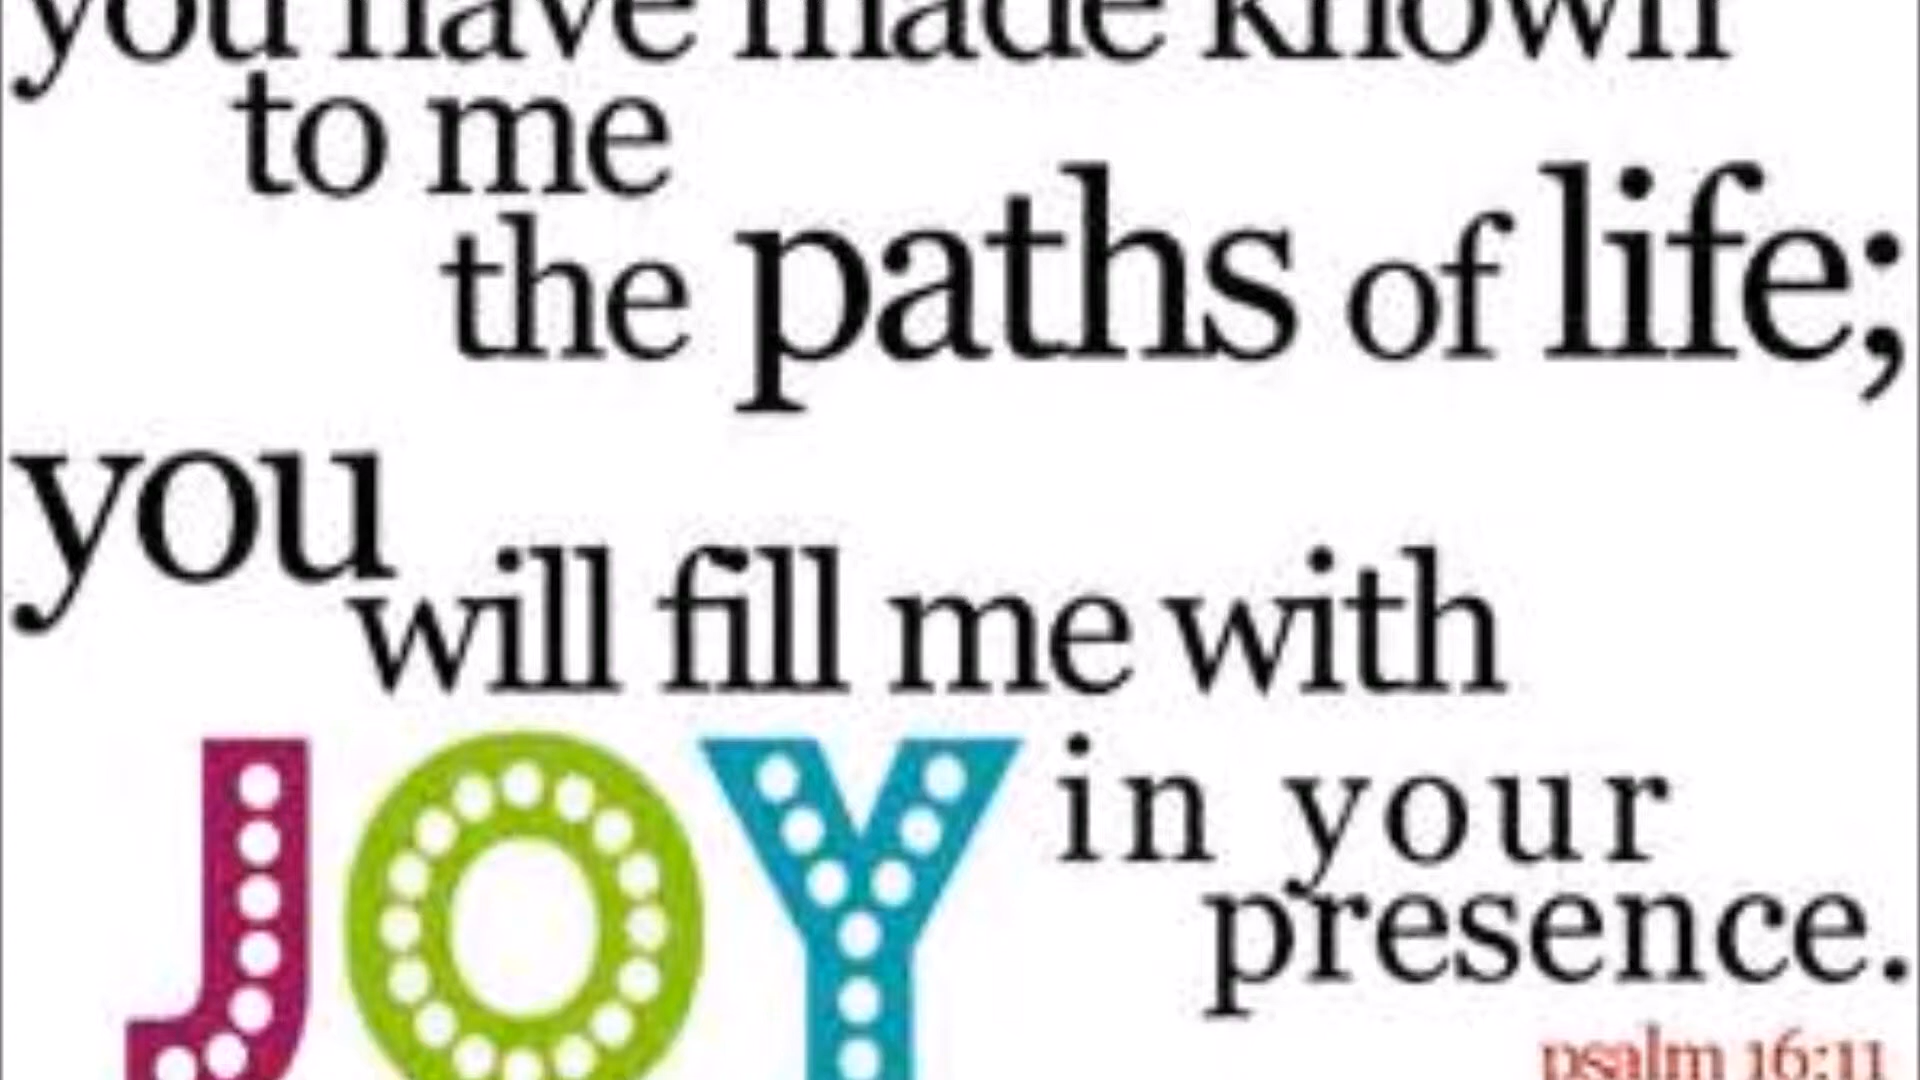 you have made known
to me
the paths of life;
you
will fill me with
JOY in your
presence.
psalm 16:11